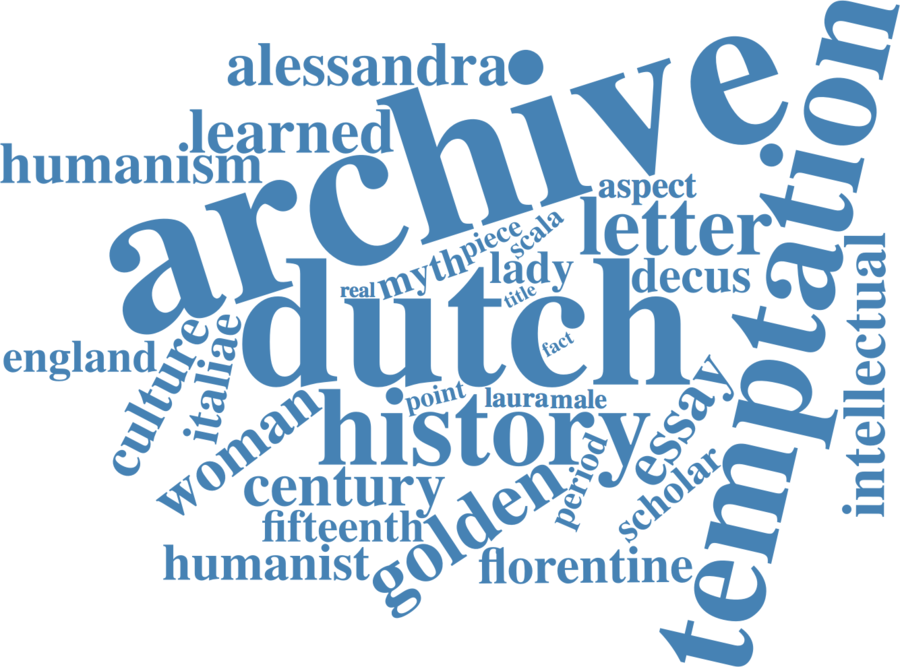 alessandra
archive
learned
humanism
temptation
aspect
letter
piece
scala
myth
lady
decus
real
title
dutch
fact
intellectual
england
culture
italiae
woman
point
laura
male
history
essay
century
golden
period
scholar
fifteenth
humanist
florentine